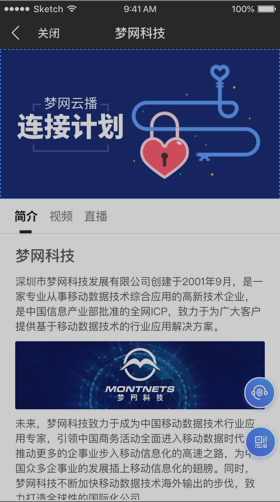 Sketch 9:41 AM 100%
关闭 梦网科技
梦网云播
连接计划
简介 视频 直播
梦网科技
深圳市梦网科技发展有限公司创建于2001年9月，是一
家专业从事移动数据技术综合应用的高新技术企业，
是中国信息产业部批准的全网ICP，致力于为广大客户
提供基于移动数据技术的行业应用解决方案。
MONTNETS
梦网科技
未来，梦网科技致力于成为中国移动数据技术行业应
用专家，引领中国商务活动全面进入移动数据时代
推动更多的企业步入移动信息化的高速之路，为中
国众多企事业的发展插上移动信息化的翅膀。同时，
梦网科技不断加快移动数据技术海外输出的步伐，致
力打造全球性的国际化公司